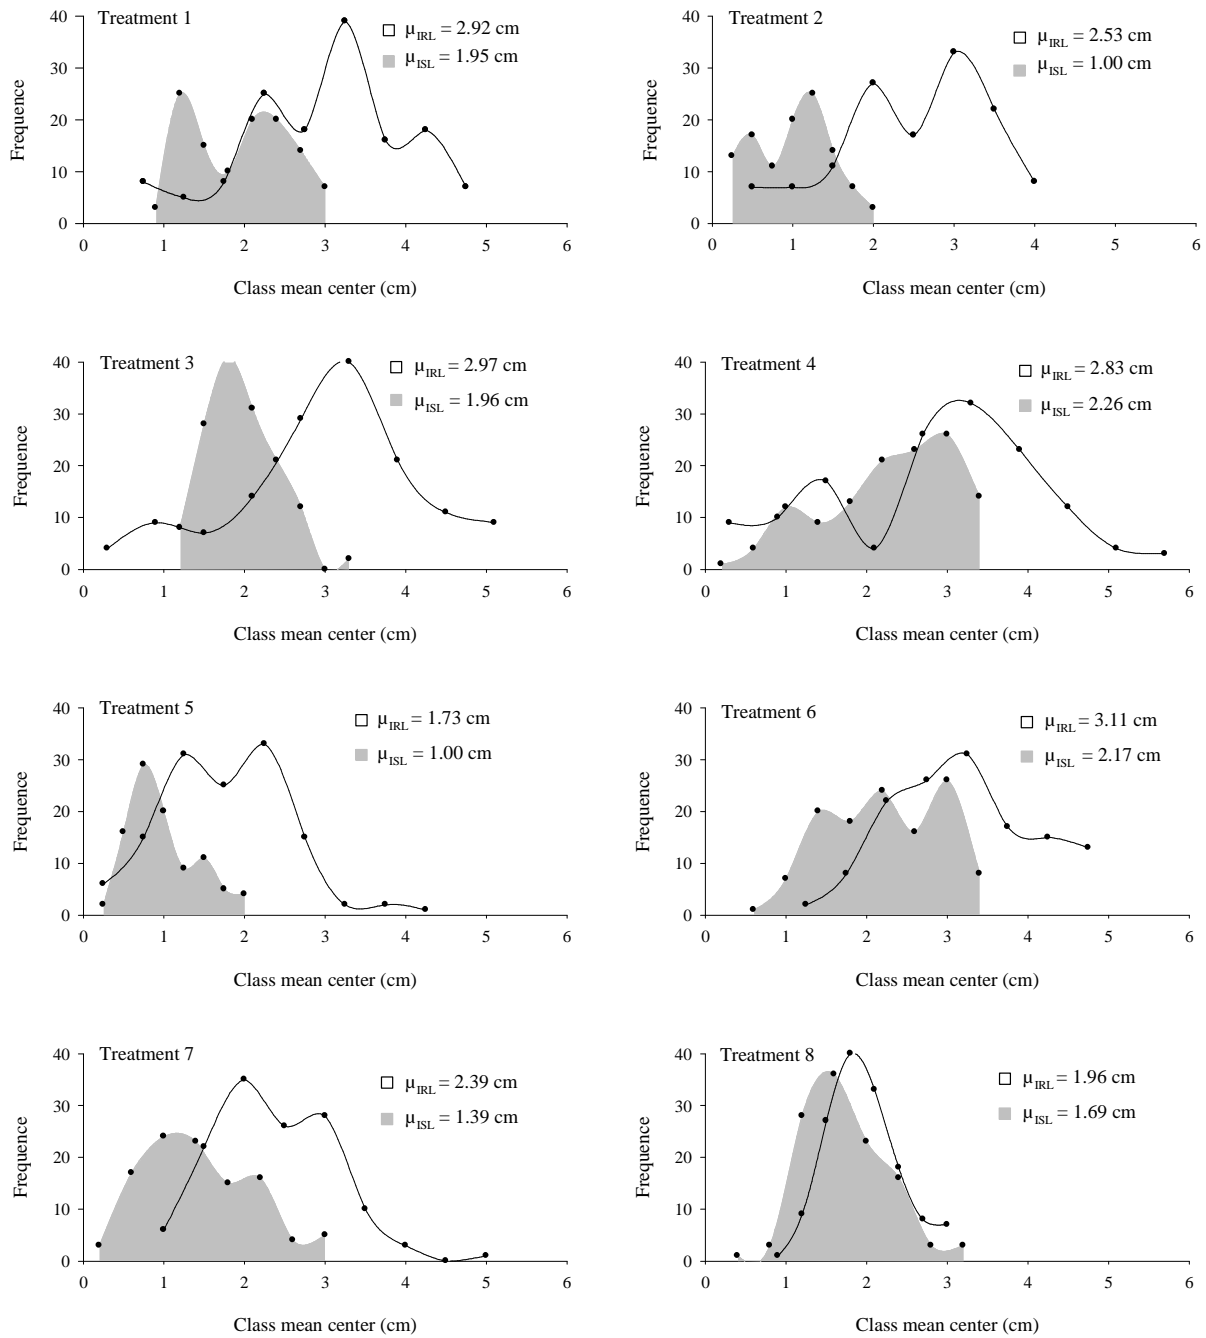 Treatment 1
μIRL = 2.92 cm
μISL = 1.95 cm
40
30
20
10
0
Frequence
0 1 2 3 4 5 6
Class mean center (cm)
Treatment 2
μIRL = 2.53 cm
μISL = 1.00 cm
40
30
20
10
0
Frequence
0 1 2 3 4 5 6
Class mean center (cm)
Treatment 3
μIRL = 2.97 cm
μISL = 1.96 cm
40
30
20
10
0
Frequence
0 1 2 3 4 5 6
Class mean center (cm)
Treatment 4
μIRL = 2.83 cm
μISL = 2.26 cm
40
30
20
10
0
Frequence
0 1 2 3 4 5 6
Class mean center (cm)
Treatment 5
μIRL = 1.73 cm
μISL = 1.00 cm
40
30
20
10
0
Frequence
0 1 2 3 4 5 6
Class mean center (cm)
Treatment 6
μIRL = 3.11 cm
μISL = 2.17 cm
40
30
20
10
0
Frequence
0 1 2 3 4 5 6
Class mean center (cm)
Treatment 7
μIRL = 2.39 cm
μISL = 1.39 cm
40
30
20
10
0
Frequence
0 1 2 3 4 5 6
Class mean center (cm)
Treatment 8
μIRL = 1.96 cm
μISL = 1.69 cm
40
30
20
10
0
Frequence
0 1 2 3 4 5 6
Class mean center (cm)